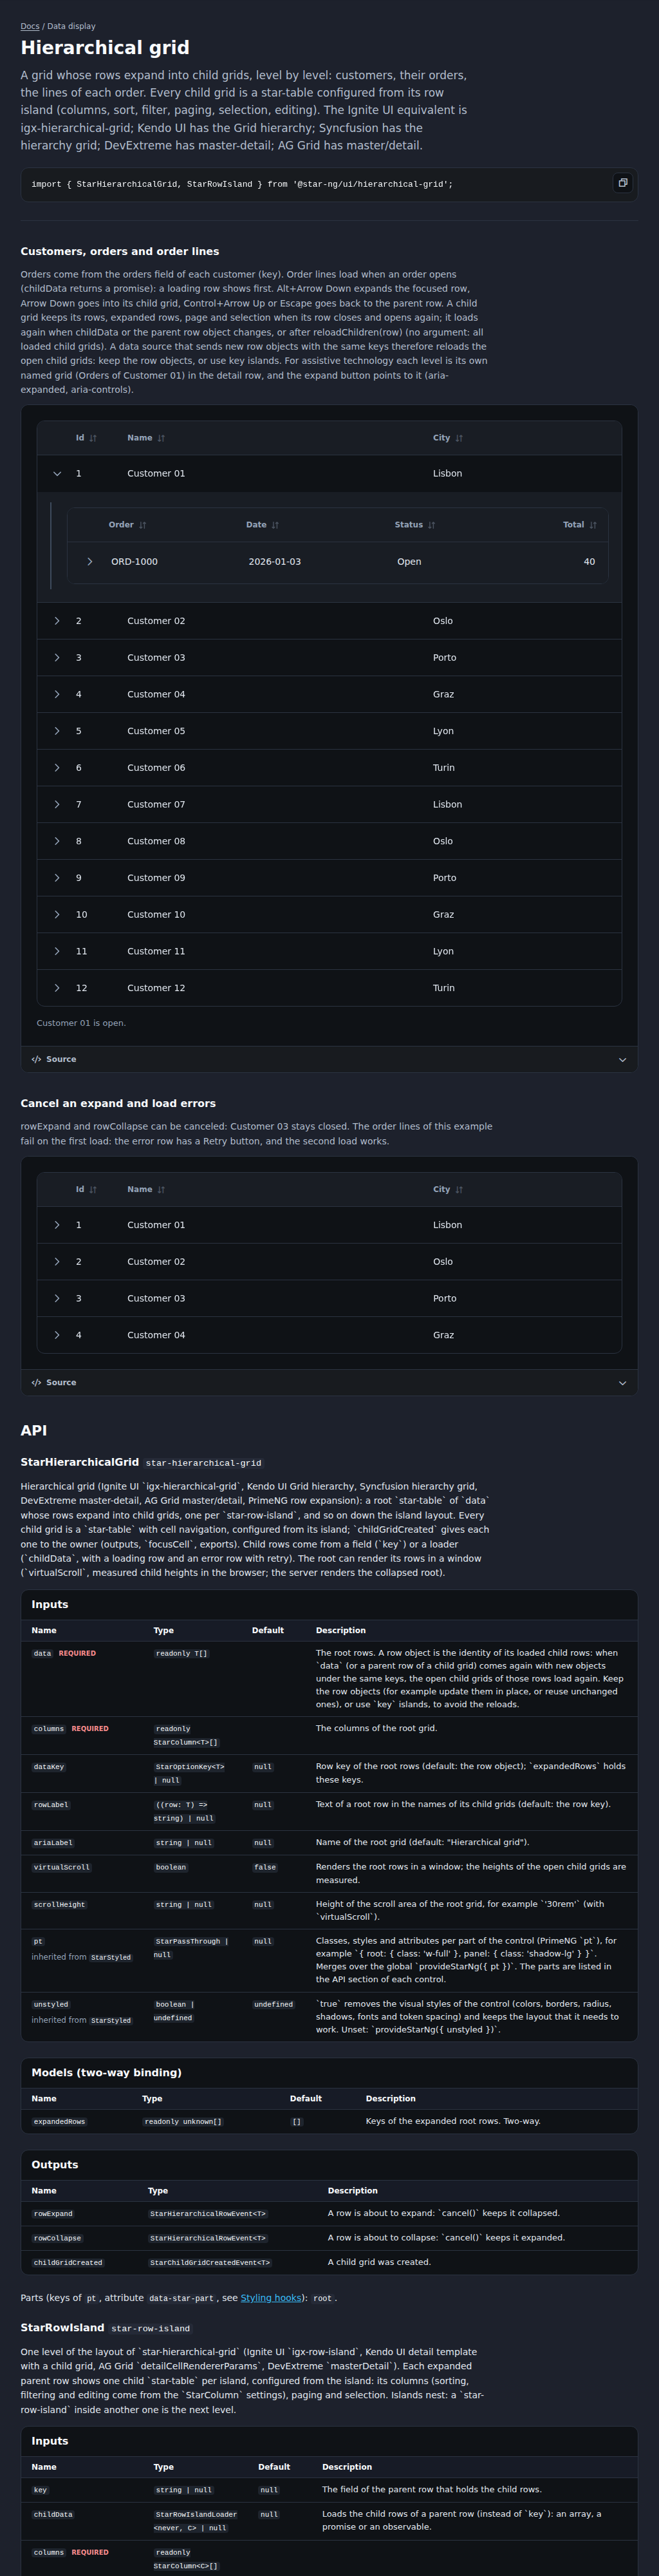 Docs / Data display
Hierarchical grid
A grid whose rows expand into child grids, level by level: customers, their orders,
the lines of each order. Every child grid is a star-table configured from its row
island (columns, sort, filter, paging, selection, editing). The Ignite UI equivalent is
igx-hierarchical-grid; Kendo UI has the Grid hierarchy; Syncfusion has the
hierarchy grid; DevExtreme has master-detail; AG Grid has master/detail.
import { StarHierarchicalGrid, StarRowIsland } from '@star-ng/ui/hierarchical-grid';
Customers, orders and order lines
Orders come from the orders field of each customer (key). Order lines load when an order opens
(childData returns a promise): a loading row shows first. Alt+Arrow Down expands the focused row,
Arrow Down goes into its child grid, Control+Arrow Up or Escape goes back to the parent row. A child
grid keeps its rows, expanded rows, page and selection when its row closes and opens again; it loads
again when childData or the parent row object changes, or after reloadChildren(row) (no argument: all
loaded child grids). A data source that sends new row objects with the same keys therefore reloads the
open child grids: keep the row objects, or use key islands. For assistive technology each level is its own
named grid (Orders of Customer 01) in the detail row, and the expand button points to it (aria-
expanded, aria-controls).
Id Name City
1 Customer 01 Lisbon
Order Date Status Total
ORD-1000 2026-01-03 Open 40
2 Customer 02 Oslo
3 Customer 03 Porto
4 Customer 04 Graz
5 Customer 05 Lyon
6 Customer 06 Turin
7 Customer 07 Lisbon
8 Customer 08 Oslo
9 Customer 09 Porto
10 Customer 10 Graz
11 Customer 11 Lyon
12 Customer 12 Turin
Customer 01 is open.
Source
Cancel an expand and load errors
rowExpand and rowCollapse can be canceled: Customer 03 stays closed. The order lines of this example
fail on the first load: the error row has a Retry button, and the second load works.
Id Name City
1 Customer 01 Lisbon
2 Customer 02 Oslo
3 Customer 03 Porto
4 Customer 04 Graz
Source
API
StarHierarchicalGrid star-hierarchical-grid
Hierarchical grid (Ignite UI `igx-hierarchical-grid`, Kendo UI Grid hierarchy, Syncfusion hierarchy grid,
DevExtreme master-detail, AG Grid master/detail, PrimeNG row expansion): a root `star-table` of `data`
whose rows expand into child grids, one per `star-row-island`, and so on down the island layout. Every
child grid is a `star-table` with cell navigation, configured from its island; `childGridCreated` gives each
one to the owner (outputs, `focusCell`, exports). Child rows come from a field (`key`) or a loader
(`childData`, with a loading row and an error row with retry). The root can render its rows in a window
(`virtualScroll`, measured child heights in the browser; the server renders the collapsed root).
Inputs
Name Type Default Description
data REQUIRED readonly T[] The root rows. A row object is the identity of its loaded child rows: when
`data` (or a parent row of a child grid) comes again with new objects
under the same keys, the open child grids of those rows load again. Keep
the row objects (for example update them in place, or reuse unchanged
ones), or use `key` islands, to avoid the reloads.
columns REQUIRED readonly StarColumn<T>[] The columns of the root grid.
dataKey StarOptionKey<T> | null null Row key of the root rows (default: the row object); `expandedRows` holds
these keys.
rowLabel ((row: T) => string) | null null Text of a root row in the names of its child grids (default: the row key).
ariaLabel string | null null Name of the root grid (default: "Hierarchical grid").
virtualScroll boolean false Renders the root rows in a window; the heights of the open child grids are
measured.
scrollHeight string | null null Height of the scroll area of the root grid, for example `'30rem'` (with
`virtualScroll`).
pt StarPassThrough | null null Classes, styles and attributes per part of the control (PrimeNG `pt`), for
inherited from StarStyled example `{ root: { class: 'w-full' }, panel: { class: 'shadow-lg' } }`.
Merges over the global `provideStarNg({ pt })`. The parts are listed in
the API section of each control.
unstyled boolean | undefined undefined `true` removes the visual styles of the control (colors, borders, radius,
inherited from StarStyled shadows, fonts and token spacing) and keeps the layout that it needs to
work. Unset: `provideStarNg({ unstyled })`.
Models (two-way binding)
Name Type Default Description
expandedRows readonly unknown[] [] Keys of the expanded root rows. Two-way.
Outputs
Name Type Description
rowExpand StarHierarchicalRowEvent<T> A row is about to expand: `cancel()` keeps it collapsed.
rowCollapse StarHierarchicalRowEvent<T> A row is about to collapse: `cancel()` keeps it expanded.
childGridCreated StarChildGridCreatedEvent<T> A child grid was created.
Parts (keys of pt, attribute data-star-part, see Styling hooks): root.
StarRowIsland star-row-island
One level of the layout of `star-hierarchical-grid` (Ignite UI `igx-row-island`, Kendo UI detail template
with a child grid, AG Grid `detailCellRendererParams`, DevExtreme `masterDetail`). Each expanded
parent row shows one child `star-table` per island, configured from the island: its columns (sorting,
filtering and editing come from the `StarColumn` settings), paging and selection. Islands nest: a `star-
row-island` inside another one is the next level.
Inputs
Name Type Default Description
key string | null null The field of the parent row that holds the child rows.
childData StarRowIslandLoader <never, C> | null null Loads the child rows of a parent row (instead of `key`): an array, a
promise or an observable.
columns REQUIRED readonly StarColumn<C>[]